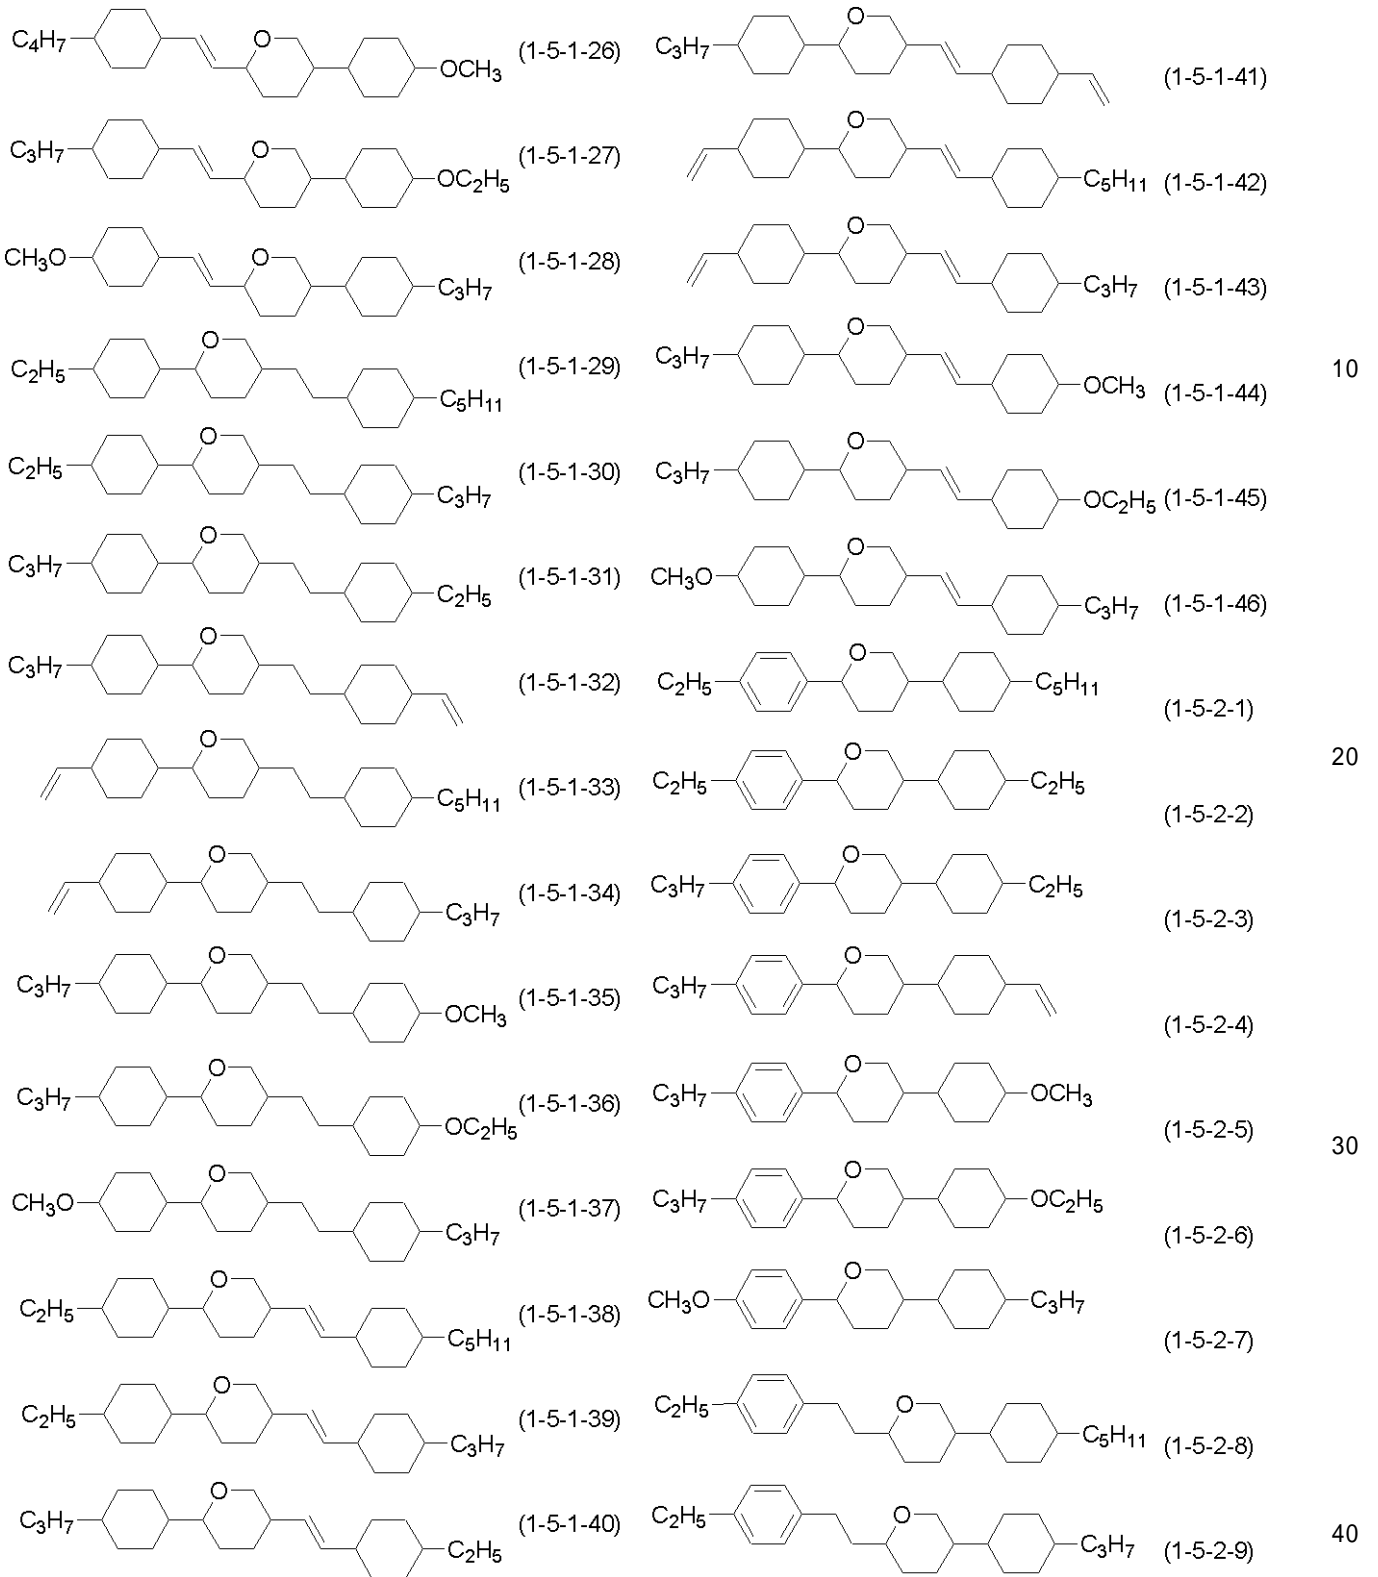 C4H7 O OCH3 (1-5-1-26)
C3H7 O OC2H5 (1-5-1-27)
CH3O O C3H7 (1-5-1-28)
C2H5 O C5H11 (1-5-1-29)
C2H5 O C3H7 (1-5-1-30)
C3H7 O C2H5 (1-5-1-31)
C3H7 O (1-5-1-32)
O C5H11 (1-5-1-33)
O C3H7 (1-5-1-34)
C3H7 O OCH3 (1-5-1-35)
C3H7 O OC2H5 (1-5-1-36)
CH3O O C3H7 (1-5-1-37)
C2H5 O C5H11 (1-5-1-38)
C2H5 O C3H7 (1-5-1-39)
C3H7 O C2H5 (1-5-1-40)
C3H7 O (1-5-1-41)
O C5H11 (1-5-1-42)
O C3H7 (1-5-1-43)
C3H7 O OCH3 (1-5-1-44)
C3H7 O OC2H5 (1-5-1-45)
CH3O O C3H7 (1-5-1-46)
C2H5 O C5H11 (1-5-2-1)
C2H5 O C2H5 (1-5-2-2)
C3H7 O C2H5 (1-5-2-3)
C3H7 O (1-5-2-4)
C3H7 O OCH3 (1-5-2-5)
C3H7 O OC2H5 (1-5-2-6)
CH3O O C3H7 (1-5-2-7)
C2H5 O C5H11 (1-5-2-8)
C2H5 O C3H7 (1-5-2-9)
10
20
30
40